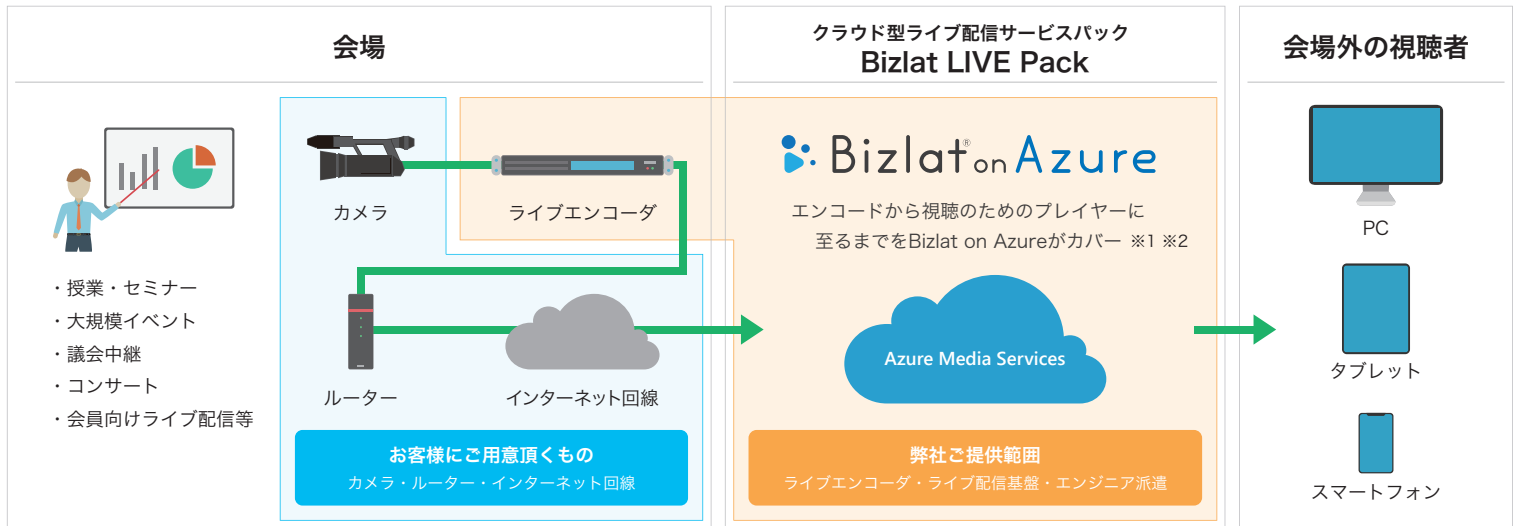 会場
・授業・セミナー
・大規模イベント
・議会中継
・コンサート
・会員向けライブ配信等
カメラ
ライブエンコーダ
ルーター
インターネット回線
お客様にご用意頂くもの
カメラ・ルーター・インターネット回線
クラウド型ライブ配信サービスパック
Bizlat LIVE Pack
Bizlat® on Azure
エンコードから視聴のためのプレイヤーに
至るまでをBizlat on Azureがカバー ※1 ※2
Azure Media Services
弊社ご提供範囲
ライブエンコーダ・ライブ配信基盤・エンジニア派遣
会場外の視聴者
PC
タブレット
スマートフォン